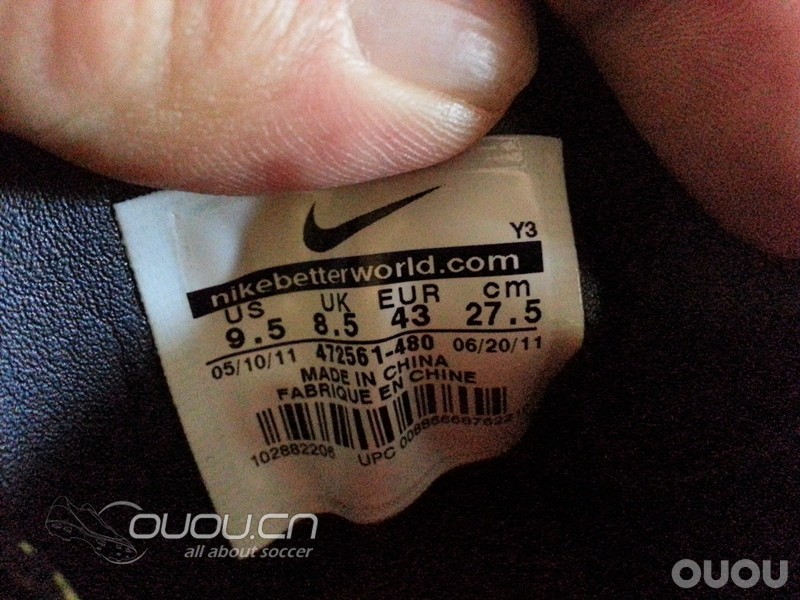 Y3
nikebetterworld.com
US UK EUR cm
9.5 8.5 43 27.5
05/10/11 472561-480 06/20/11
MADE IN CHINA
FABRIQUE EN CHINE
102882206 UPC
OUOU.CN
all about soccer
OUOU